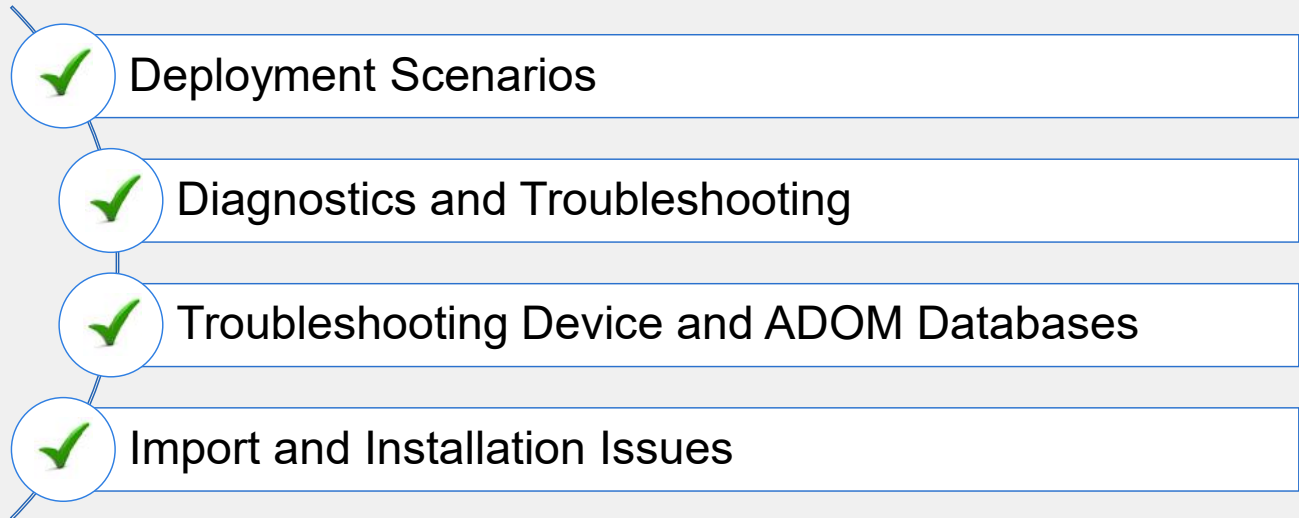 Deployment Scenarios
Diagnostics and Troubleshooting
Troubleshooting Device and ADOM Databases
Import and Installation Issues